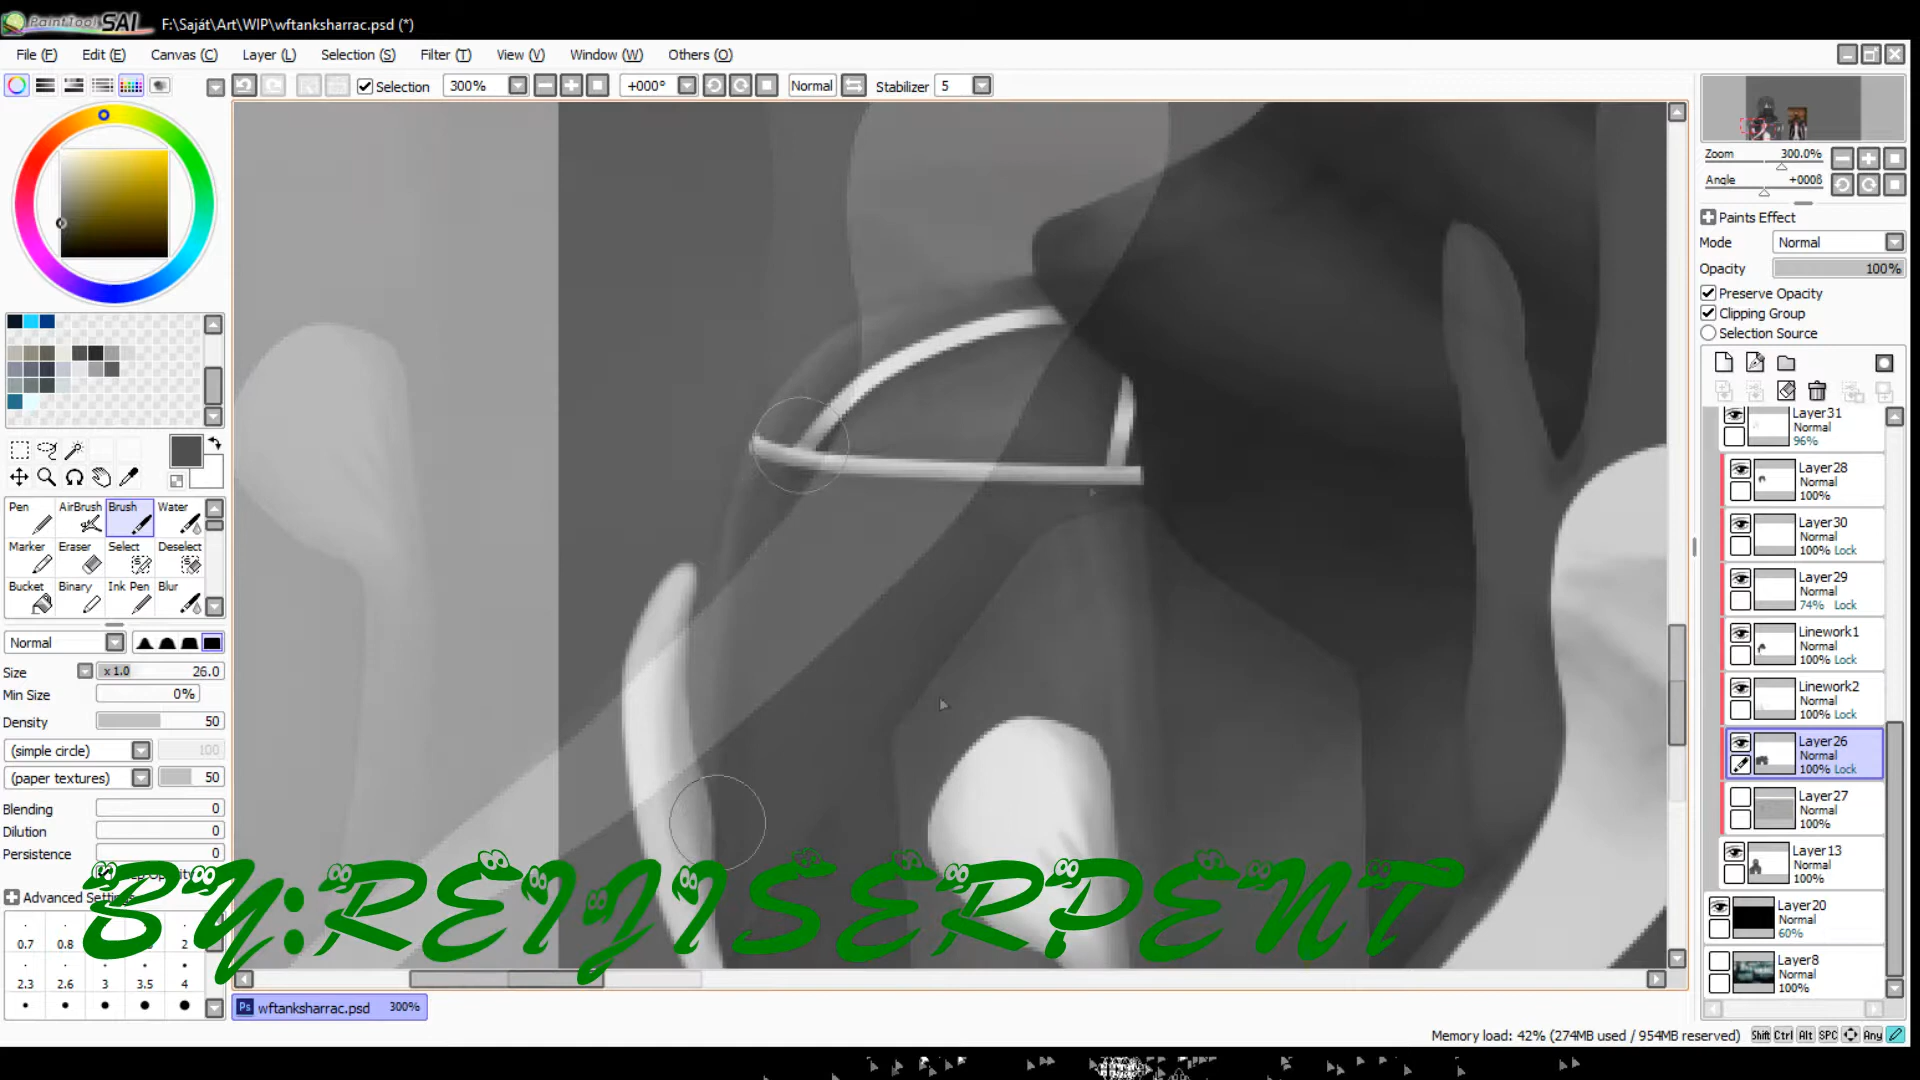 PaintTool SAI F:\Saját\Art\WIP\wftanksharrac.psd (*)
File (F) Edit (E) Canvas (C) Layer (L) Selection (S) Filter (T) View (V) Window (W) Others (O)
Selection 300% +000° Normal Stabilizer 5
Zoom 300.0%
Angle +000ß
Paints Effect
Mode Normal
Opacity 100%
Preserve Opacity
Clipping Group
Selection Source
Layer31
Normal
96%
Layer28
Normal
100%
Layer30
Normal
100% Lock
Layer29
Normal
74% Lock
Linework1
Normal
100% Lock
Linework2
Normal
100% Lock
Layer26
Normal
100% Lock
Layer27
Normal
100%
Layer13
Normal
100%
Layer20
Normal
60%
Layer8
Normal
100%
Pen AirBrush Brush Water
Marker Eraser Select Deselect
Bucket Binary Ink Pen Blur
Normal
Size x 1.0 26.0
Min Size 0%
Density 50
(simple circle) 100
(paper textures) 50
Blending 0
Dilution 0
Persistence 0
Advanced Settings
0.7 0.8 2
2.3 2.6 3 3.5 4
BY:REIJISERPENT
Ps wftanksharrac.psd 300%
Memory load: 42% (274MB used / 954MB reserved) Shift Ctrl Alt SPC Any